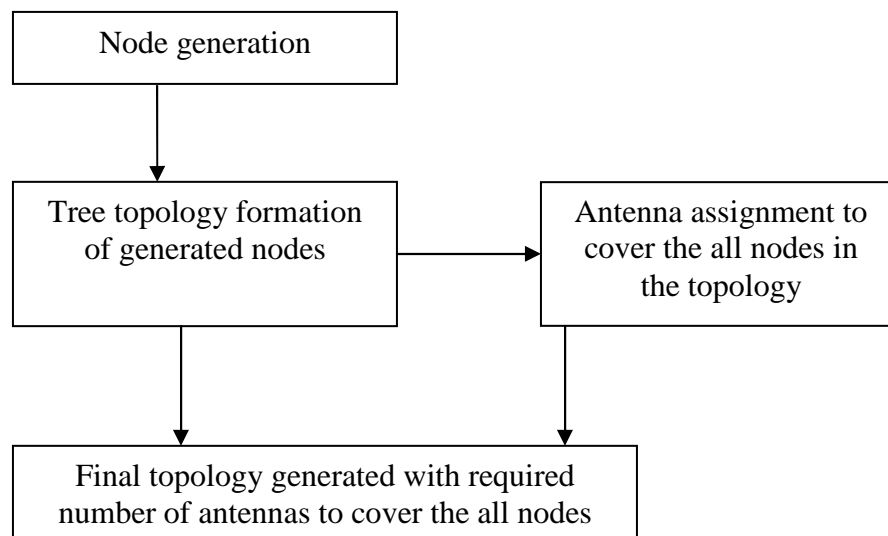 Node generation
Tree topology formation
of generated nodes
Antenna assignment to
cover the all nodes in
the topology
Final topology generated with required
number of antennas to cover the all nodes